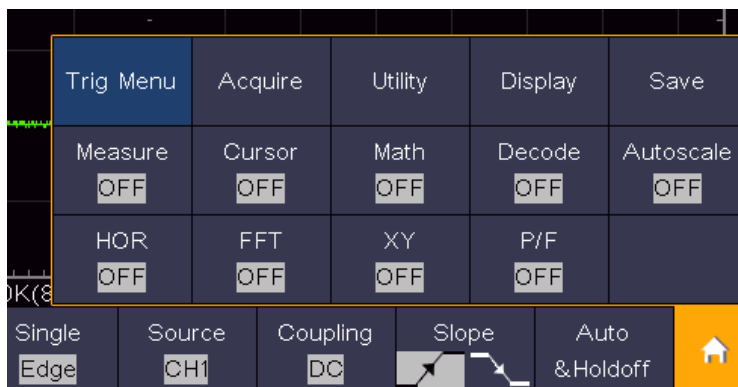 Trig Menu Acquire Utility Display Save
Measure Cursor Math Decode Autoscale
OFF OFF OFF OFF OFF
HOR FFT XY P/F
OFF OFF OFF OFF
Single Source Coupling Slope Auto
Edge CH1 DC &Holdoff